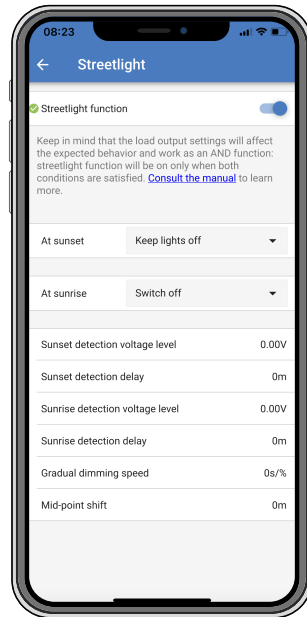 08:23
Streetlight
Streetlight function
Keep in mind that the load output settings will affect
the expected behavior and work as an AND function:
streetlight function will be on only when both
conditions are satisfied. Consult the manual to learn
more.
At sunset Keep lights off
At sunrise Switch off
Sunset detection voltage level 0.00V
Sunset detection delay 0m
Sunrise detection voltage level 0.00V
Sunrise detection delay 0m
Gradual dimming speed 0s/%
Mid-point shift 0m